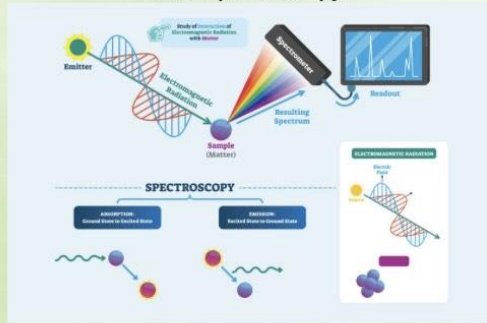 Study of Interaction of
Electromagnetic Radiation
with Matter
Emitter
Electromagnetic
Radiation
Spectrometer
Readout
Resulting
Spectrum
Sample
(Matter)
SPECTROSCOPY
ABSORPTION:
Ground State to Excited State
EMISSION:
Excited State to Ground State
ELECTROMAGNETIC RADIATION
Electric
Field